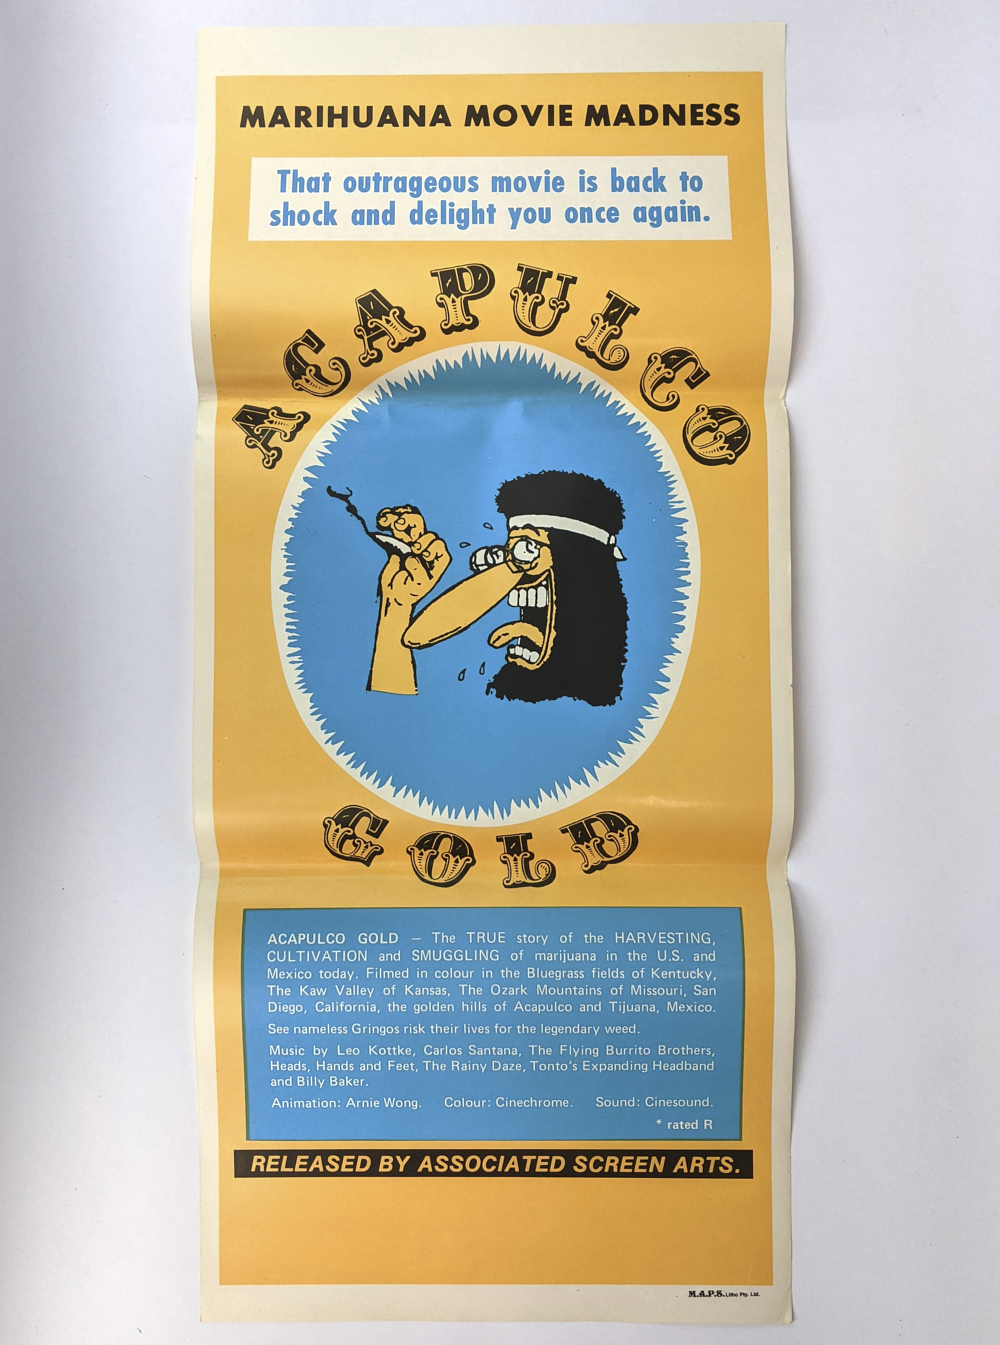 MARIHUANA MOVIE MADNESS
That outrageous movie is back to
shock and delight you once again.
ACAPULCO
GOLD
ACAPULCO GOLD — The TRUE story of the HARVESTING,
CULTIVATION and SMUGGLING of marijuana in the U.S. and
Mexico today. Filmed in colour in the Bluegrass fields of Kentucky,
The Kaw Valley of Kansas, The Ozark Mountains of Missouri, San
Diego, California, the golden hills of Acapulco and Tijuana, Mexico.
See nameless Gringos risk their lives for the legendary weed.
Music by Leo Kottke, Carlos Santana, The Flying Burrito Brothers,
Heads, Hands and Feet, The Rainy Daze, Tonto's Expanding Headband
and Billy Baker.
Animation: Arnie Wong. Colour: Cinechrome. Sound: Cinesound.
* rated R
RELEASED BY ASSOCIATED SCREEN ARTS.
M.A.P.S. Litho Pty. Ltd.